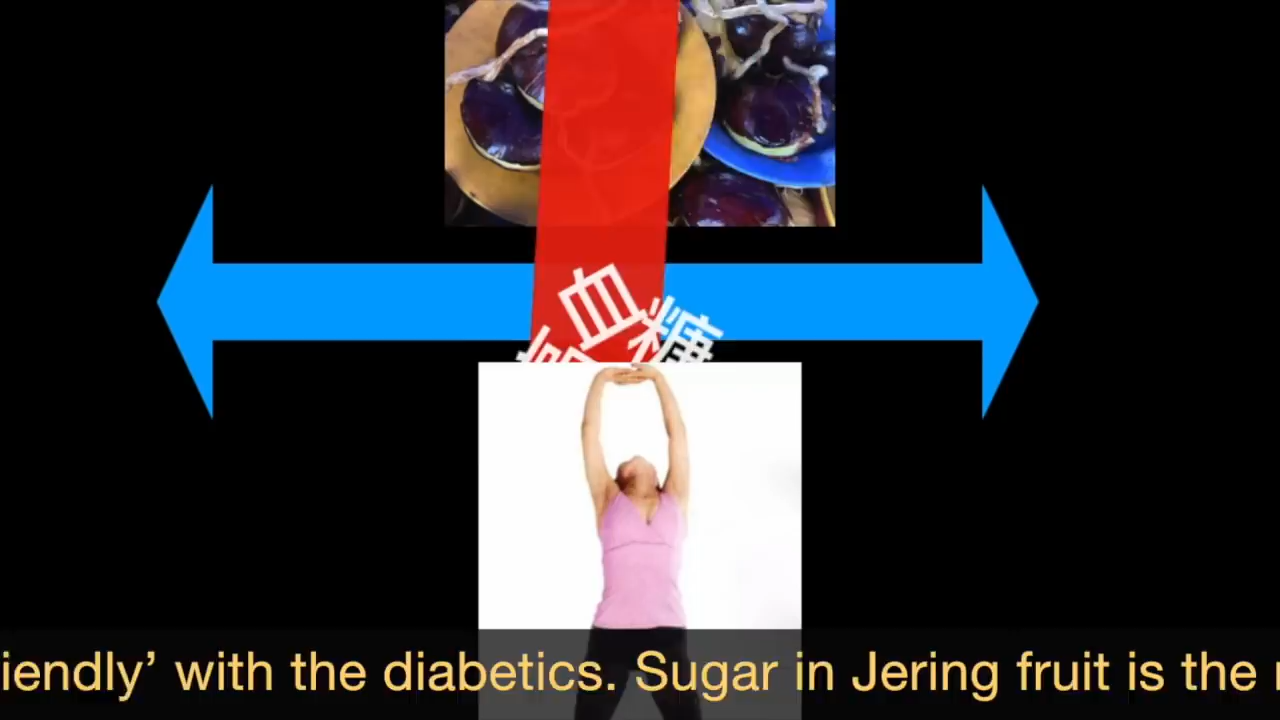 血糖
iendly’ with the diabetics. Sugar in Jering fruit is the